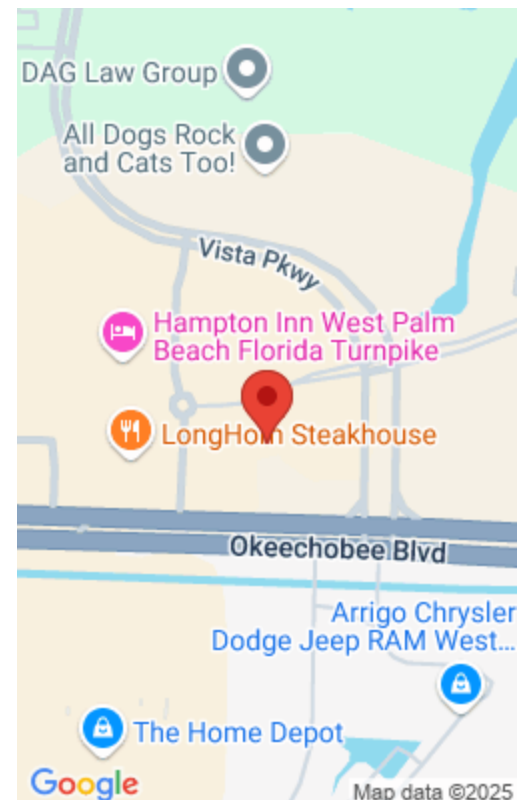 DAG Law Group
All Dogs Rock
and Cats Too!
Vista Pkwy
Hampton Inn West Palm
Beach Florida Turnpike
LongHorn Steakhouse
Okeechobee Blvd
Arrigo Chrysler
Dodge Jeep RAM West...
The Home Depot
Google
Map data ©2025